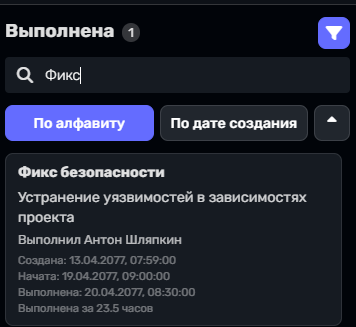 Выполнена 1
Фикс
По алфавиту По дате создания
Фикс безопасности
Устранение уязвимостей в зависимостях
проекта
Выполнил Антон Шляпкин
Создана: 13.04.2077, 07:59:00
Начата: 19.04.2077, 09:00:00
Выполнена: 20.04.2077, 08:30:00
Выполнена за 23.5 часов